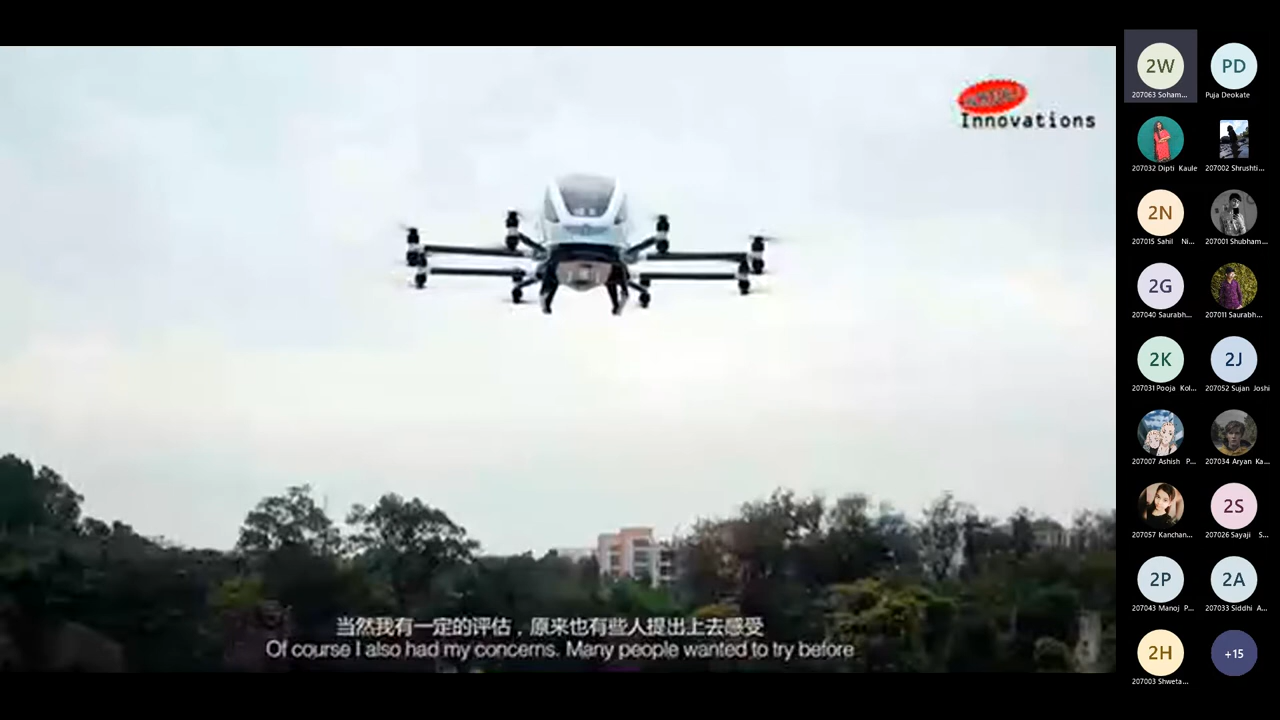 Innovations
当然我有一定的评估，原来也有些人提出上去感受
Of course I also had my concerns. Many people wanted to try before
2W
PD
207063 Soham...
Puja Deokate
207032 Dipti Kaule
207002 Shrushti...
2N
207015 Sahil Ni...
207001 Shubham...
2G
207040 Saurabh...
207011 Saurabh...
2K
2J
207031 Pooja Kol...
207052 Sujan Joshi
207007 Ashish P...
207034 Aryan Ka...
2S
207057 Kanchan...
207026 Sayaji S...
2P
2A
207043 Manoj P...
207033 Siddhi A...
2H
+15
207003 Shweta...